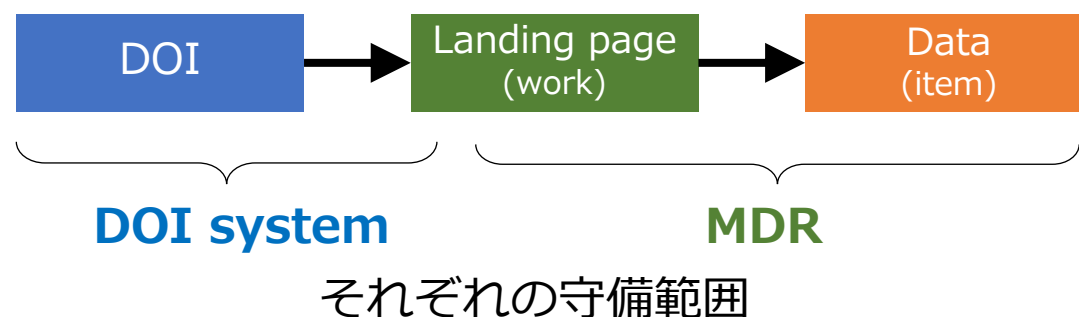 DOI
Landing page
(work)
Data
(item)
DOI system
MDR
それぞれの守備範囲